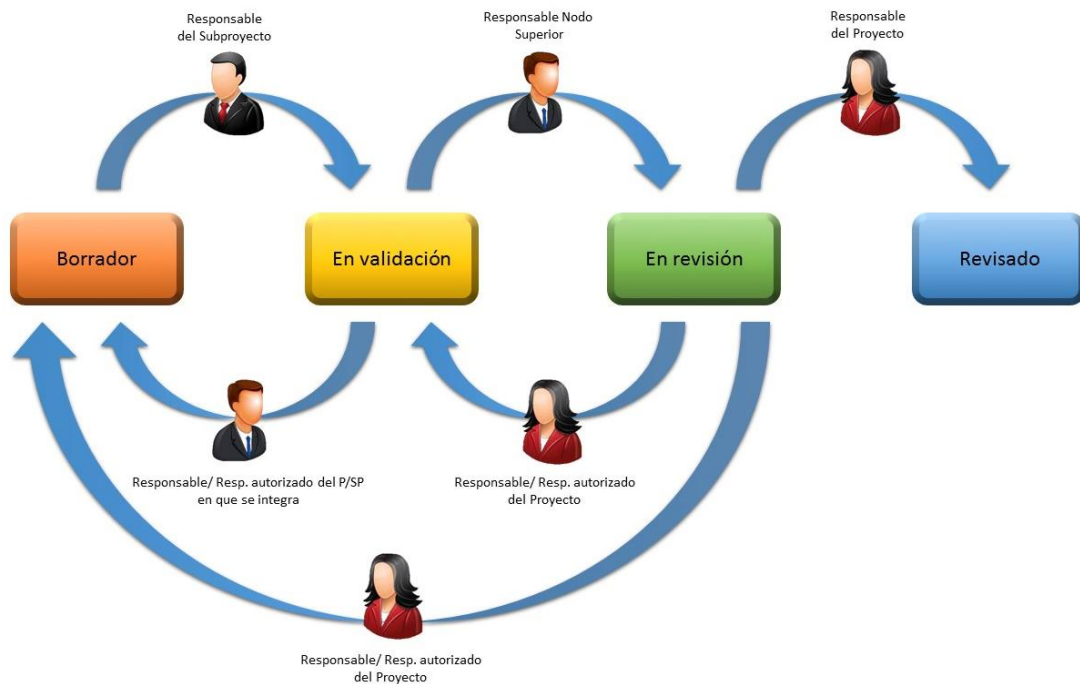 Responsable
del Subproyecto
Responsable Nodo
Superior
Responsable
del Proyecto
Borrador
En validación
En revisión
Revisado
Responsable/ Resp. autorizado del P/SP
en que se integra
Responsable/ Resp. autorizado
del Proyecto
Responsable/ Resp. autorizado
del Proyecto